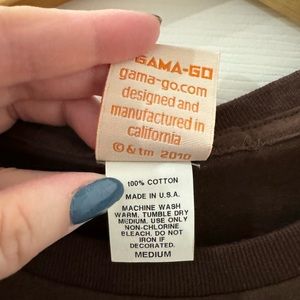 GAMA-GO
gama-go.com
designed and
manufactured in
california
©&tm 2010
100% COTTON
MADE IN U.S.A.
MACHINE WASH
WARM. TUMBLE DRY
MEDIUM. USE ONLY
NON-CHLORINE
BLEACH. DO NOT
IRON IF
DECORATED.
MEDIUM